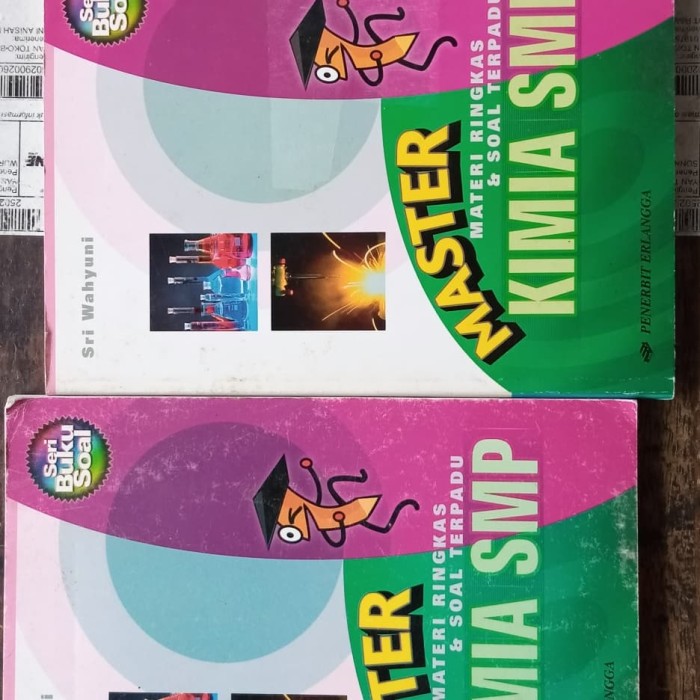 Seri
Buku
Soal
MASTER
MATERI RINGKAS
& SOAL TERPADU
KIMIA SMP
Sri Wahyuni
PENERBIT ERLANGGA
Seri
Buku
Soal
TER
MATERI RINGKAS
& SOAL TERPADU
MIA SMP
NGGA